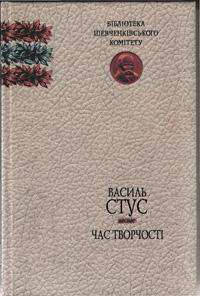 БІБЛІОТЕКА
ШЕВЧЕНКІВСЬКОГО
КОМІТЕТУ
ВАСИЛЬ
СТУС
ЧАС ТВОРЧОСТІ